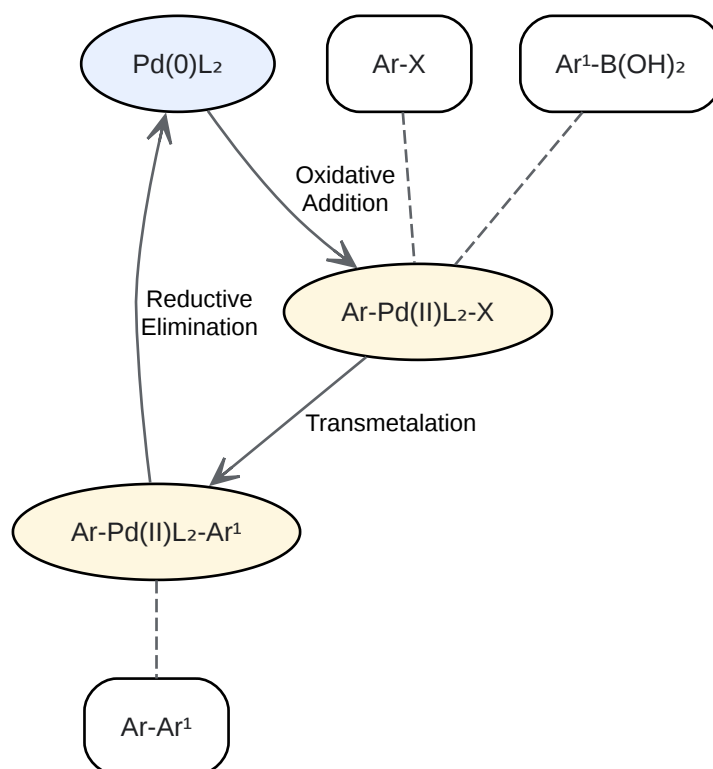 Pd(0)L₂
Ar-X
Ar¹-B(OH)₂
Oxidative
Addition
Reductive
Elimination
Ar-Pd(II)L₂-X
Transmetalation
Ar-Pd(II)L₂-Ar¹
Ar-Ar¹